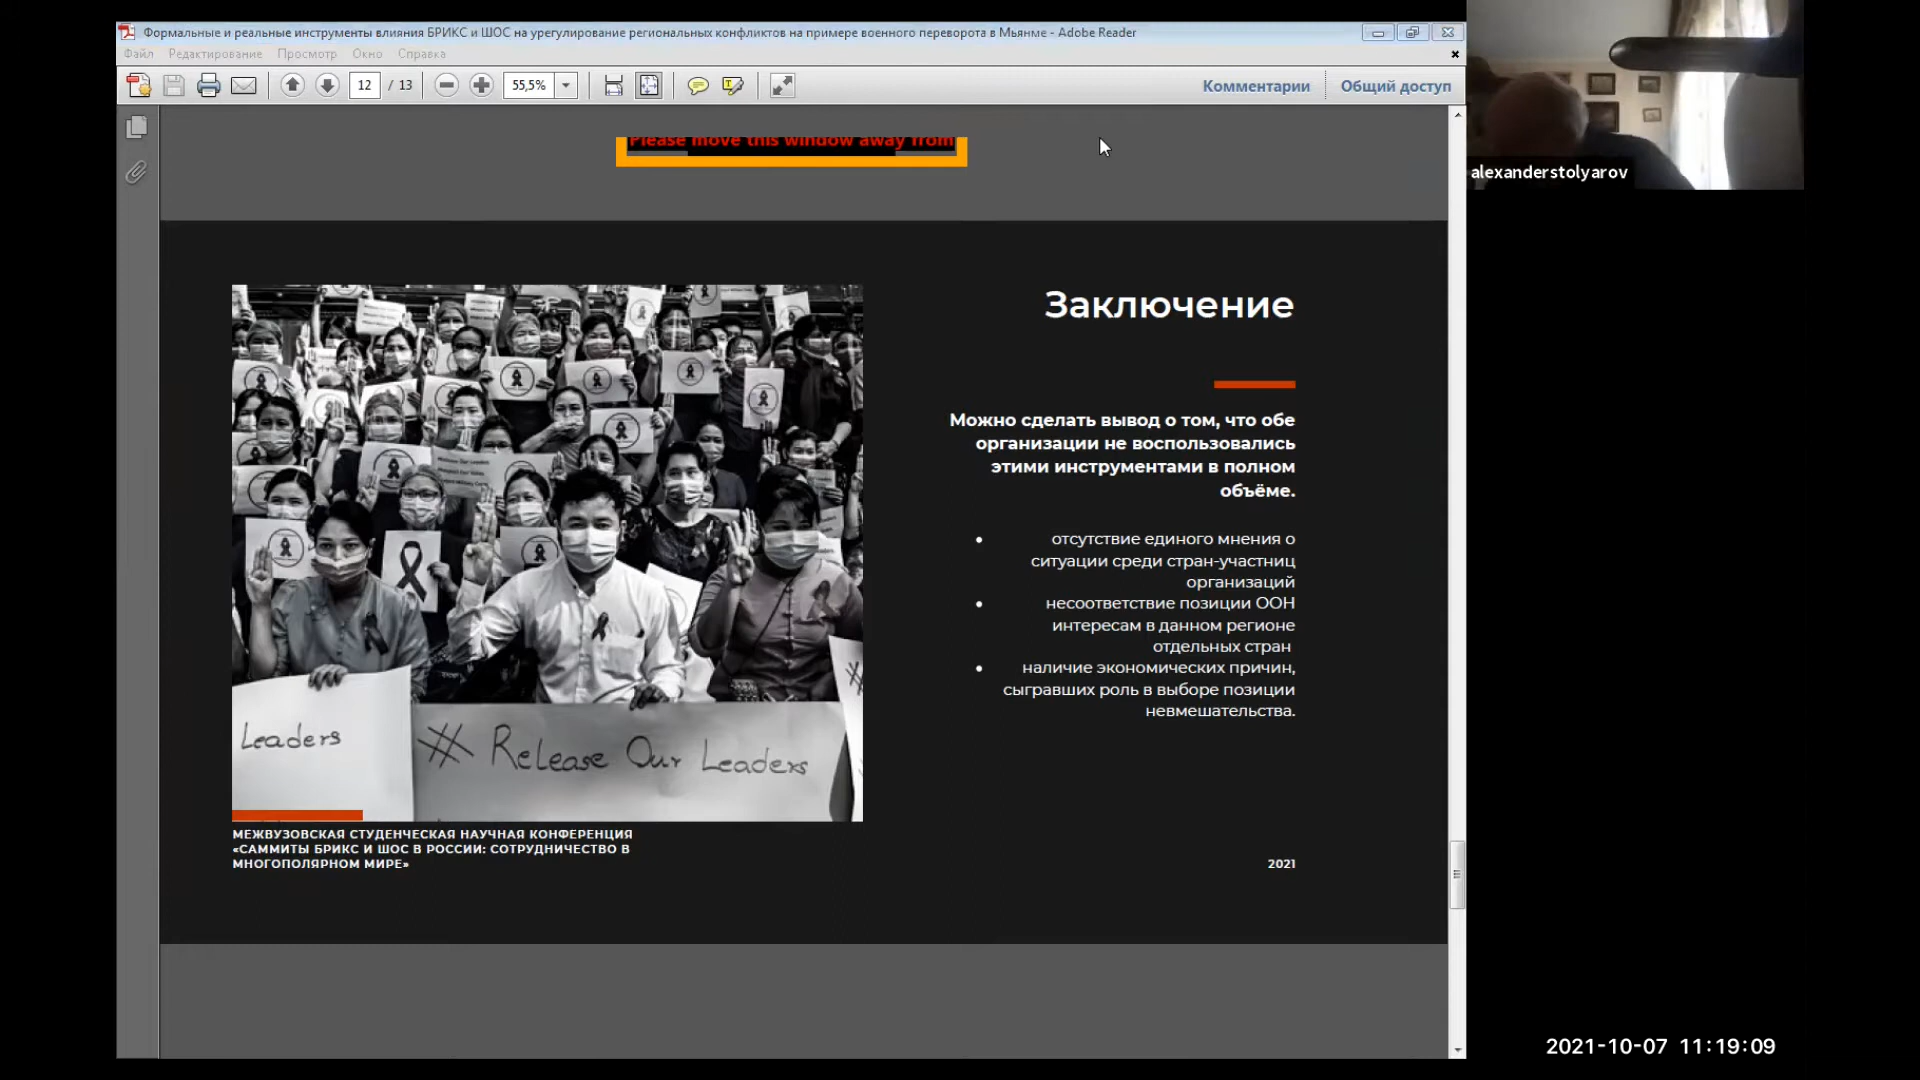 Формальные и реальные инструменты влияния БРИКС и ШОС на урегулирование региональных конфликтов на примере военного переворота в Мьянме - Adobe Reader
Файл Редактирование Просмотр Окно Справка
12 / 13 55,5% Комментарии Общий доступ
Please move this window away from
alexanderstolyarov
Заключение
Можно сделать вывод о том, что обе
организации не воспользовались
этими инструментами в полном
объёме.
• отсутствие единого мнения о
ситуации среди стран-участниц
организаций
• несоответствие позиции ООН
интересам в данном регионе
отдельных стран
• наличие экономических причин,
сыгравших роль в выборе позиции
невмешательства.
Leaders
# Release Our Leaders
МЕЖВУЗОВСКАЯ СТУДЕНЧЕСКАЯ НАУЧНАЯ КОНФЕРЕНЦИЯ
«САММИТЫ БРИКС И ШОС В РОССИИ: СОТРУДНИЧЕСТВО В
МНОГОПОЛЯРНОМ МИРЕ»
2021
2021-10-07 11:19:09